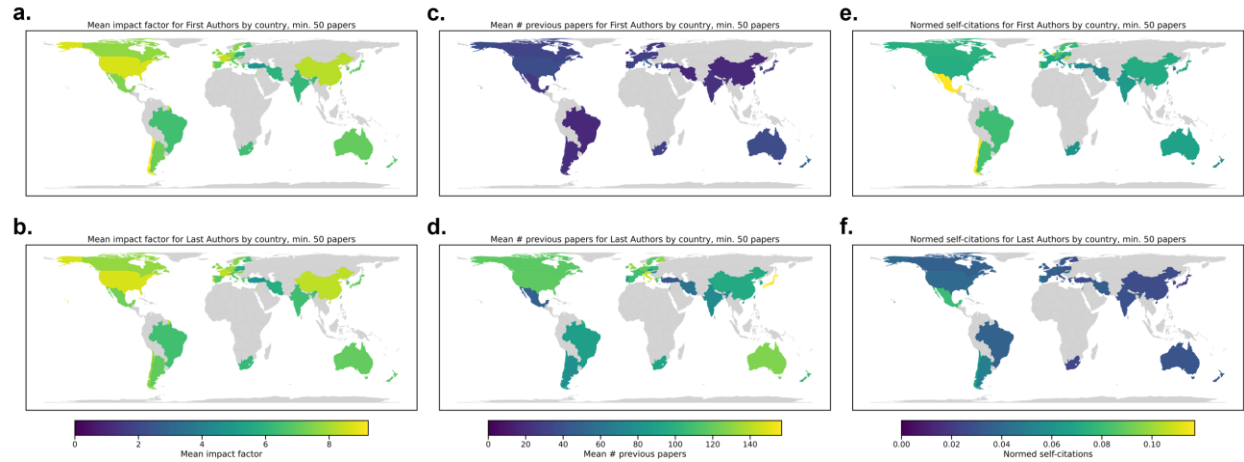 a.
Mean impact factor for First Authors by country, min. 50 papers
c.
Mean # previous papers for First Authors by country, min. 50 papers
e.
Normed self-citations for First Authors by country, min. 50 papers
b.
Mean impact factor for Last Authors by country, min. 50 papers
d.
Mean # previous papers for Last Authors by country, min. 50 papers
f.
Normed self-citations for Last Authors by country, min. 50 papers
0 2 4 6 8
Mean impact factor
0 20 40 60 80 100 120 140
Mean # previous papers
0.00 0.02 0.04 0.06 0.08 0.10
Normed self-citations